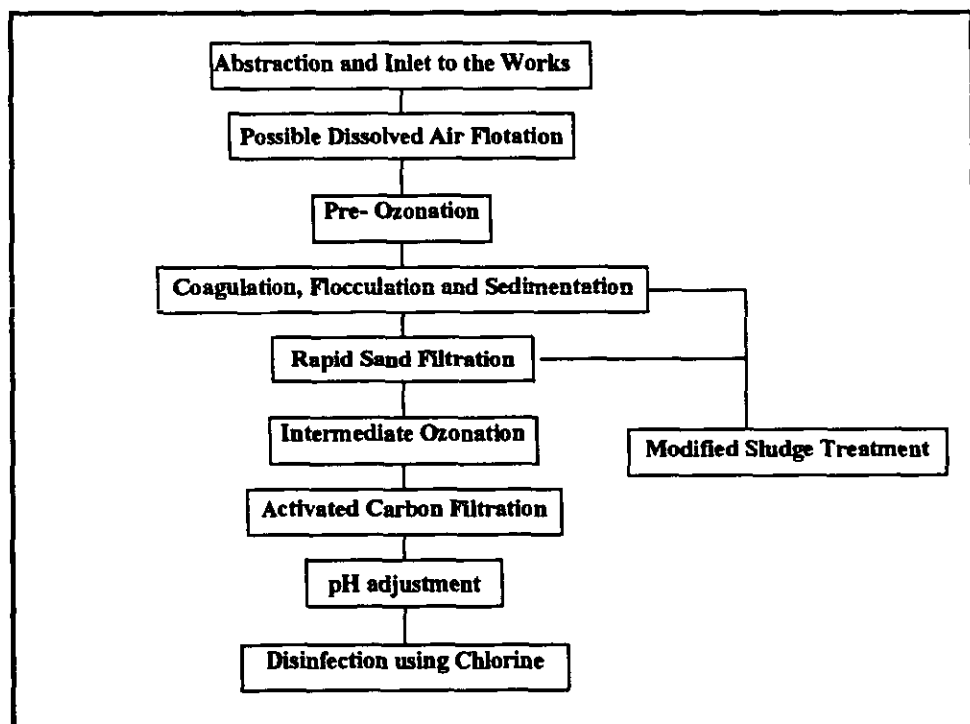 Abstraction and Inlet to the Works
Possible Dissolved Air Flotation
Pre- Ozonation
Coagulation, Flocculation and Sedimentation
Rapid Sand Filtration
Intermediate Ozonation
Modified Sludge Treatment
Activated Carbon Filtration
pH adjustment
Disinfection using Chlorine